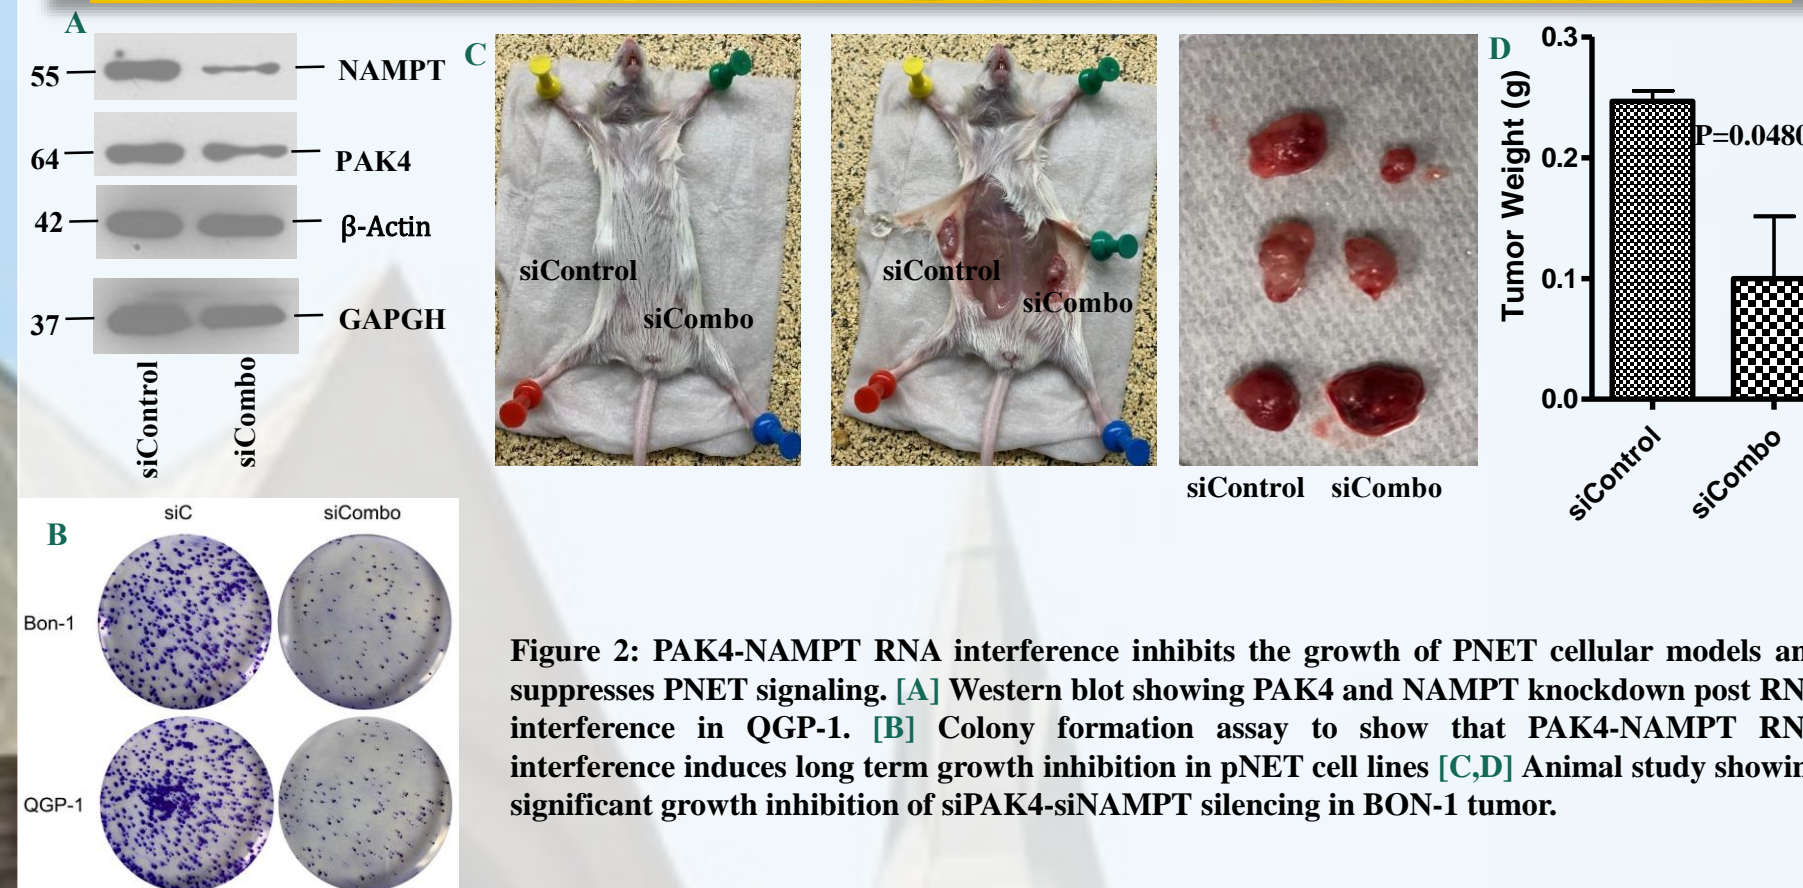 A
55
NAMPT
64
PAK4
42
β-Actin
37
GAPGH
siControl
siCombo
B
siC
siCombo
Bon-1
QGP-1
C
siControl
siCombo
siControl
siCombo
siControl siCombo
D
Tumor Weight (g)
0.3
0.2
0.1
0.0
P=0.0480
siControl
siCombo
Figure 2: PAK4-NAMPT RNA interference inhibits the growth of PNET cellular models an
suppresses PNET signaling. [A] Western blot showing PAK4 and NAMPT knockdown post RN
interference in QGP-1. [B] Colony formation assay to show that PAK4-NAMPT RN
interference induces long term growth inhibition in pNET cell lines [C,D] Animal study showin
significant growth inhibition of siPAK4-siNAMPT silencing in BON-1 tumor.